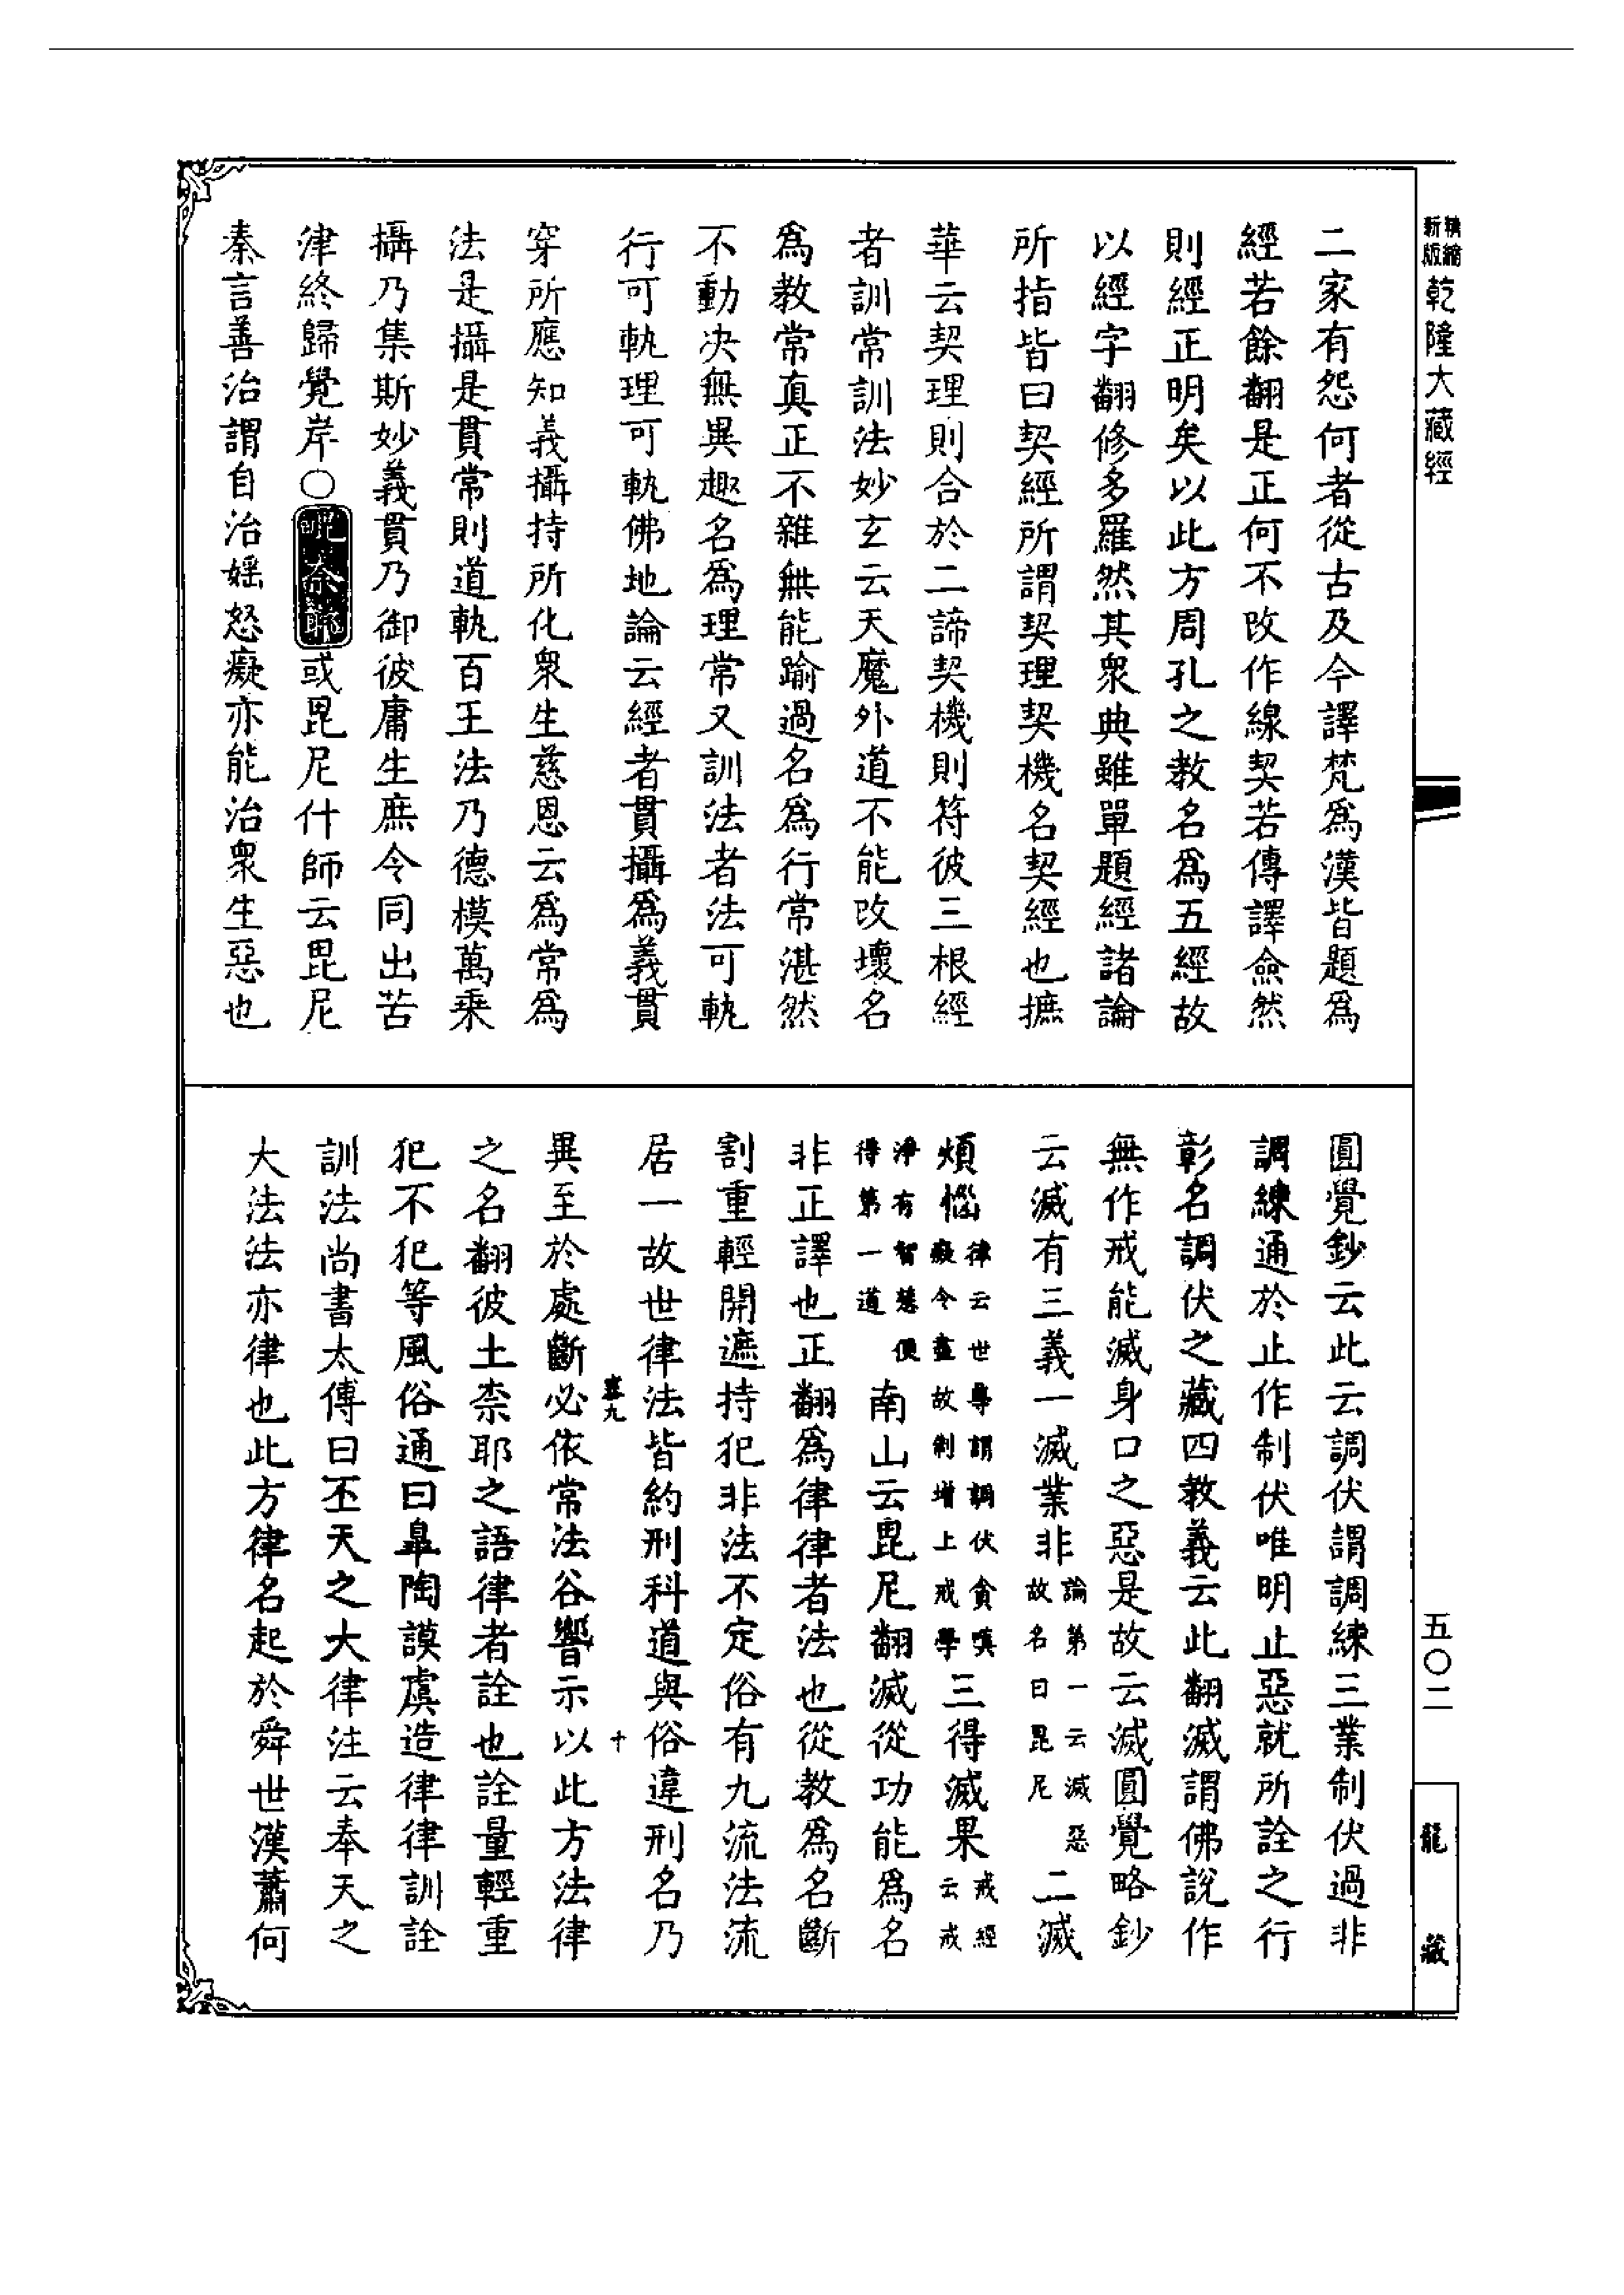 精縮新版 乾隆大藏經
二家有怨何者從古及今譯梵爲漢皆題爲
經若餘翻是正何不改作線契若傳譯僉然
則經正明矣以此方周孔之教名爲五經故
以經字翻修多羅然其衆典雖單題經諸論
所指皆曰契經所謂契理契機名契經也摭
華云契理則合於二諦契機則符彼三根經
者訓常訓法妙玄云天魔外道不能改壞名
爲教常真正不雜無能踰過名爲行常湛然
不動决無異趣名爲理常又訓法者法可軌
行可軌理可軌佛地論云經者貫攝爲義貫
穿所應知義攝持所化衆生慈恩云爲常爲
法是攝是貫常則道軌百王法乃德模萬乘
攝乃集斯妙義貫乃御彼庸生庶令同出苦
津終歸覺岸○毘奈耶或毘尼什師云毘尼
秦言善治謂自治婬怒癡亦能治衆生惡也
圓覺鈔云此云調伏謂調練三業制伏過非
調練通於止作制伏唯明止惡就所詮之行
彰名調伏之藏四教義云此翻滅謂佛說作
無作戒能滅身口之惡是故云滅圓覺略鈔
云滅有三義一滅業非論第一云滅惡故名曰毘尼二滅
煩惱律云世尊謂調伏貪嗔癡令盡故制增上戒學三得滅果戒經云戒
淨有智慧便得第一道南山云毘尼翻滅從功能爲名
非正譯也正翻爲律律者法也從教爲名斷
割重輕開遮持犯非法不定俗有九流法流
居一故世律法皆約刑科道與俗違刑名乃
異至於處斷必依常法谷響示以此方法律
之名翻彼土柰耶之語律者詮也詮量輕重
犯不犯等風俗通曰臯陶謨虞造律律訓詮
訓法尚書太傅曰丕天之大律注云奉天之
大法法亦律也此方律名起於舜世漢蕭何
九
十
五〇二
龍藏